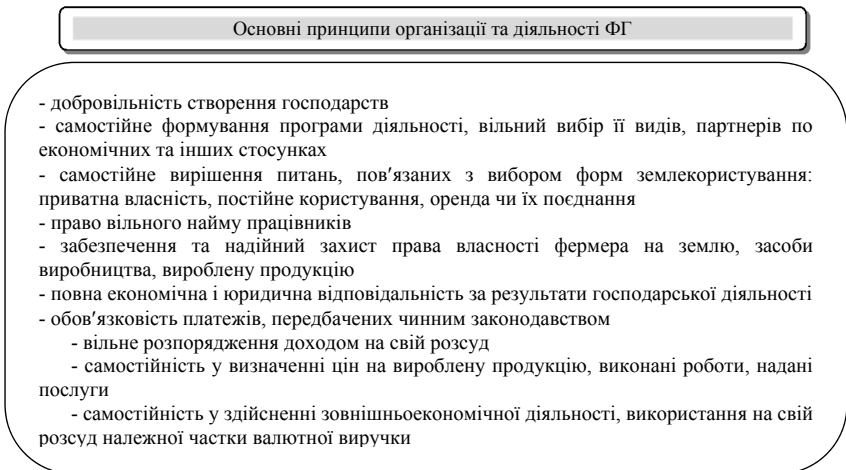 Основні принципи організації та діяльності ФГ
- добровільність створення господарств
- самостійне формування програми діяльності, вільний вибір її видів, партнерів по
економічних та інших стосунках
- самостійне вирішення питань, пов′язаних з вибором форм землекористування:
приватна власність, постійне користування, оренда чи їх поєднання
- право вільного найму працівників
- забезпечення та надійний захист права власності фермера на землю, засоби
виробництва, вироблену продукцію
- повна економічна і юридична відповідальність за результати господарської діяльності
- обов′язковість платежів, передбачених чинним законодавством
- вільне розпорядження доходом на свій розсуд
- самостійність у визначенні цін на вироблену продукцію, виконані роботи, надані
послуги
- самостійність у здійсненні зовнішньоекономічної діяльності, використання на свій
розсуд належної частки валютної виручки